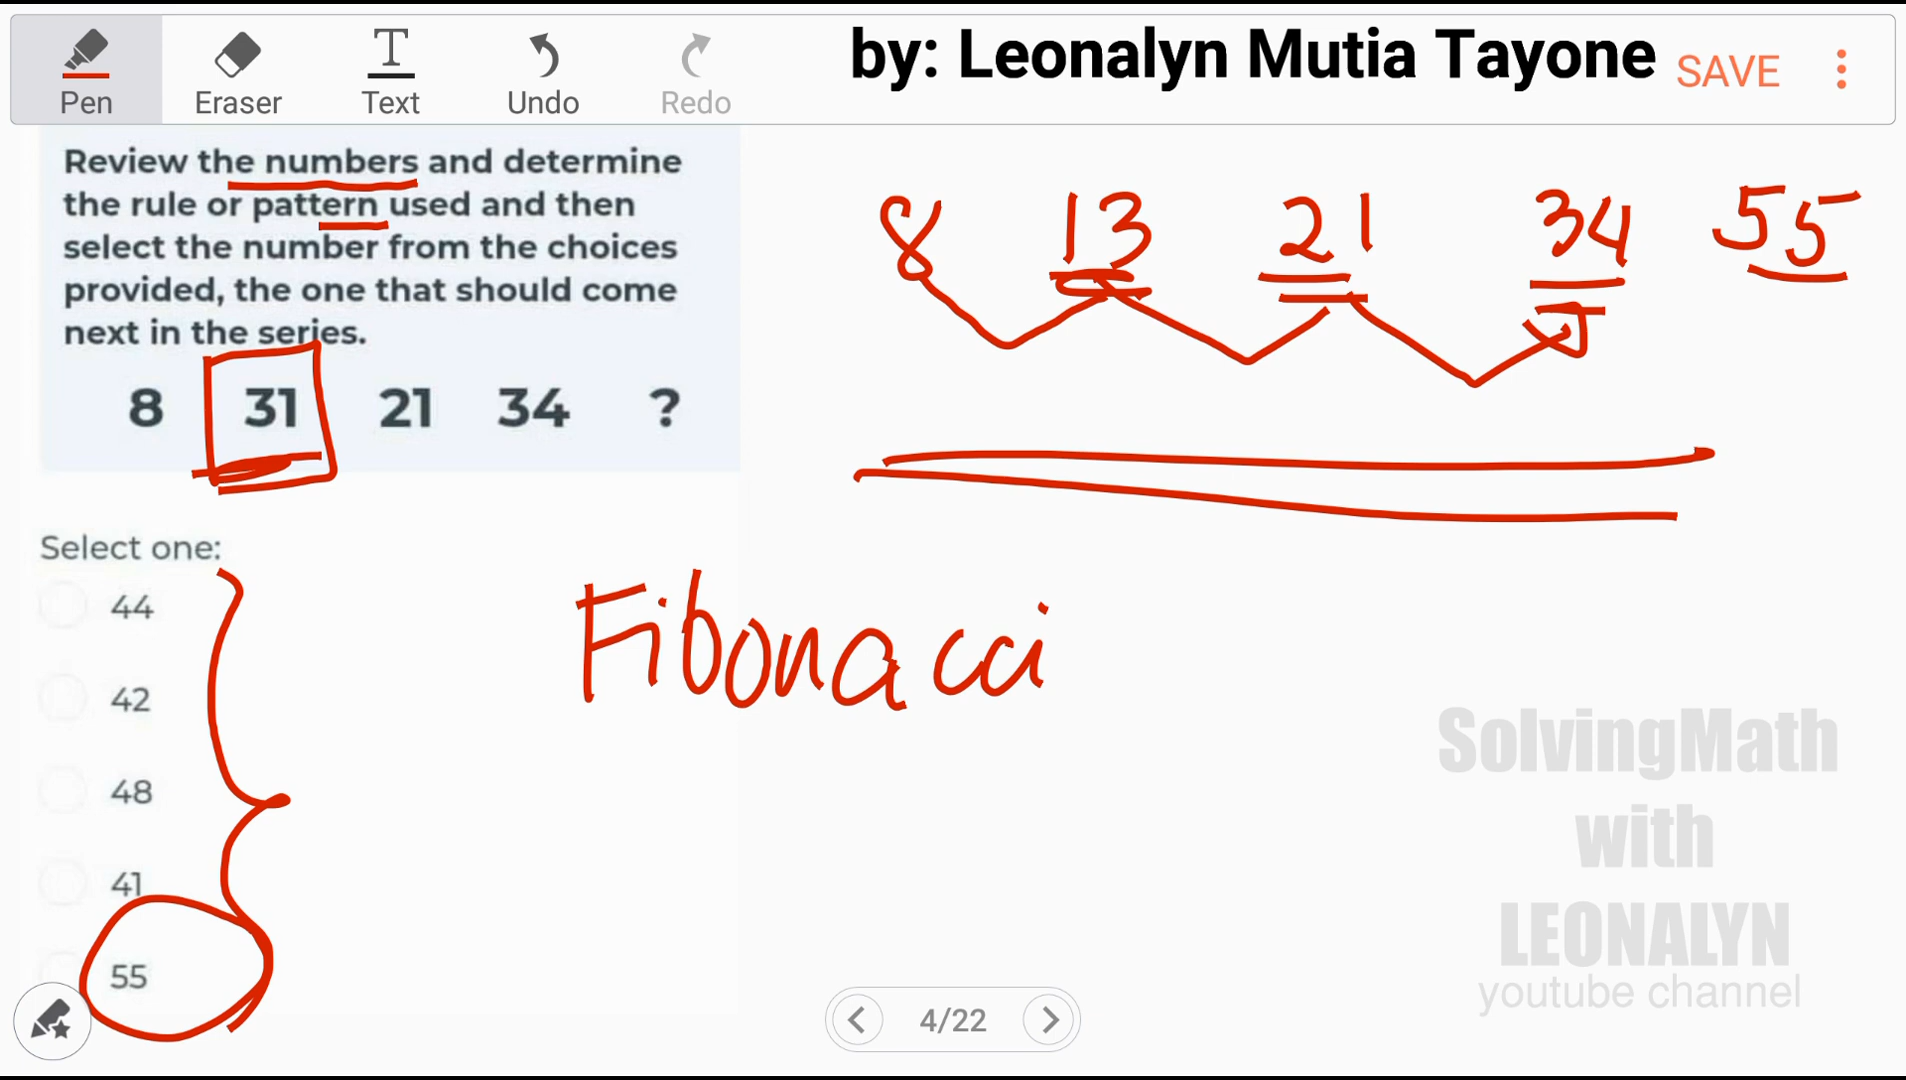 Pen Eraser Text Undo Redo
by: Leonalyn Mutia Tayone
SAVE
Review the numbers and determine
the rule or pattern used and then
select the number from the choices
provided, the one that should come
next in the series.
8 31 21 34 ?
8 13 21 34 55
Select one:
44
42
48
41
55
Fibonacci
SolvingMath
with
LEONALYN
youtube channel
4/22